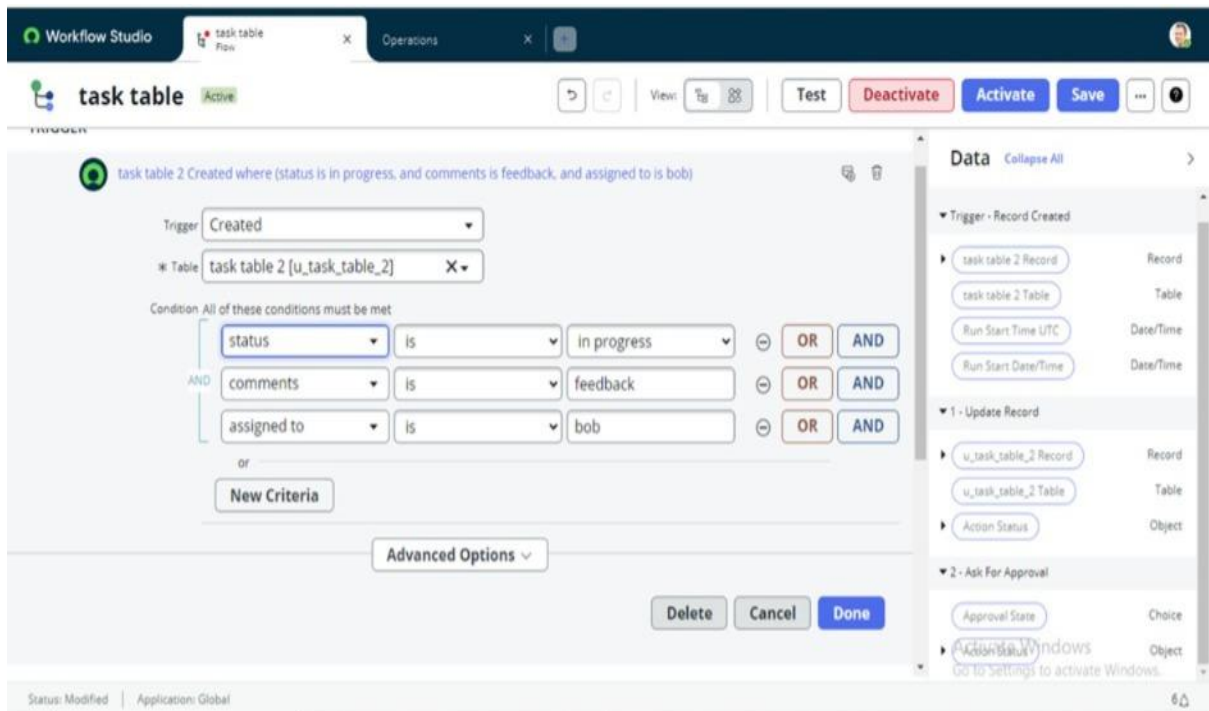 Workflow Studio
task table
Flow
Operations
task table Active
View:
Test Deactivate Activate Save
TRIGGER
task table 2 Created where (status is in progress, and comments is feedback, and assigned to is bob)
Trigger Created
* Table task table 2 [u_task_table_2]
Condition All of these conditions must be met
status is in progress OR AND
AND comments is feedback OR AND
assigned to is bob OR AND
or
New Criteria
Advanced Options
Delete Cancel Done
Data Collapse All
Trigger - Record Created
task table 2 Record Record
task table 2 Table Table
Run Start Time UTC Date/Time
Run Start Date/Time Date/Time
1 - Update Record
u_task_table_2 Record Record
u_task_table_2 Table Table
Action Status Object
2 - Ask For Approval
Approval State Choice
Action Status Object
Activate Windows
Go to Settings to activate Windows.
Status: Modified | Application: Global
6